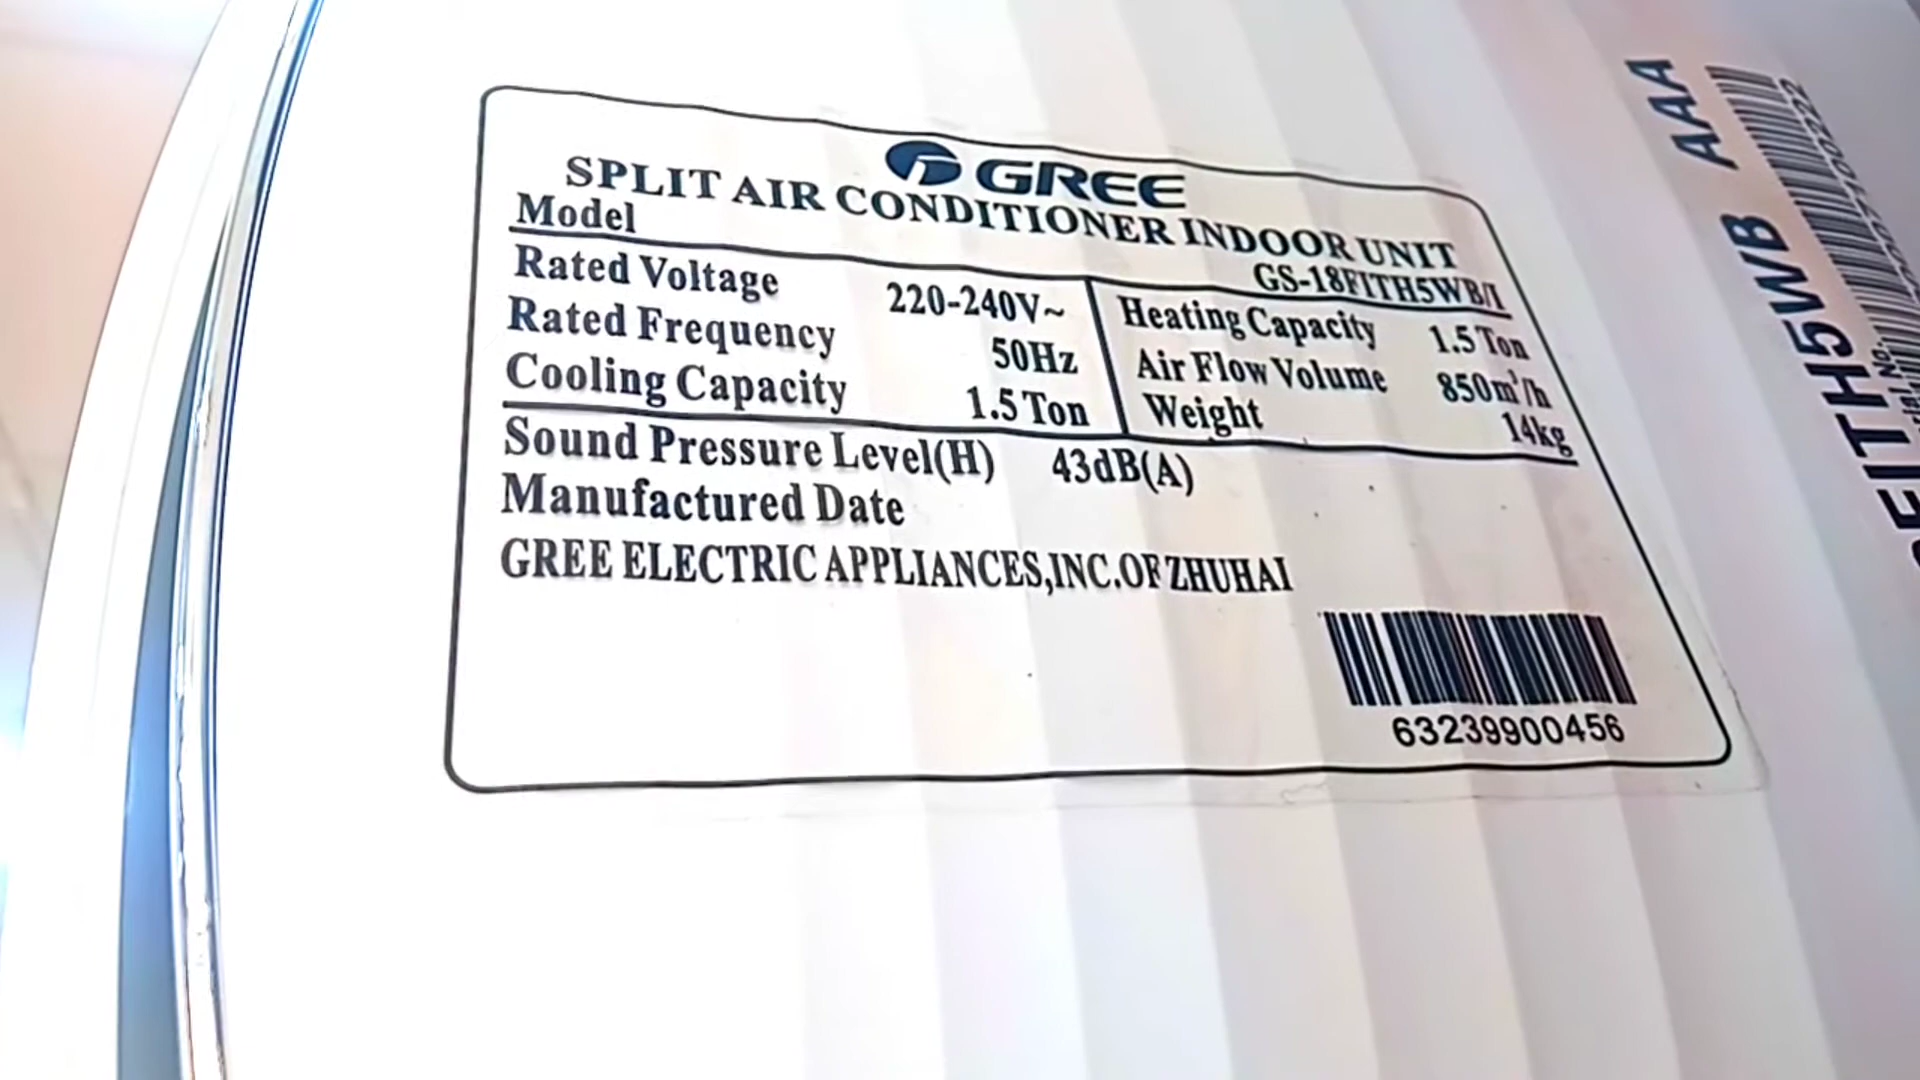 GREE
SPLIT AIR CONDITIONER INDOOR UNIT
Model GS-18FITH5WB/I
Rated Voltage 220-240V~ Heating Capacity 1.5 Ton
Rated Frequency 50Hz Air Flow Volume 850m³/h
Cooling Capacity 1.5 Ton Weight 14kg
Sound Pressure Level(H) 43dB(A)
Manufactured Date
GREE ELECTRIC APPLIANCES,INC.OF ZHUHAI
63239900456
FITH5WB AAA